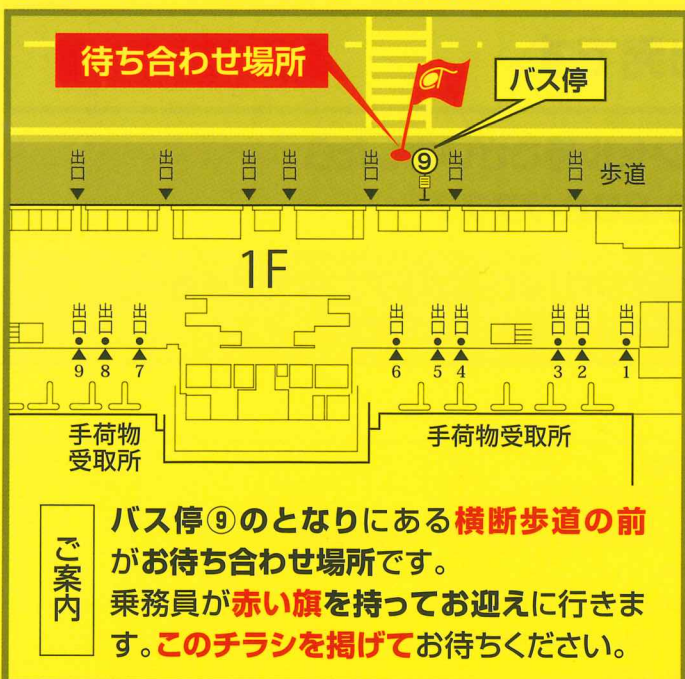 待ち合わせ場所
バス停
⑨
出口 出口 出口 出口 出口 出口 出口 歩道
1F
出口 出口 出口 出口 出口 出口 出口 出口 出口
9 8 7 6 5 4 3 2 1
手荷物
受取所
手荷物受取所
ご案内
バス停⑨のとなりにある横断歩道の前
がお待ち合わせ場所です。
乗務員が赤い旗を持ってお迎えに行きま
す。このチラシを掲げてお待ちください。